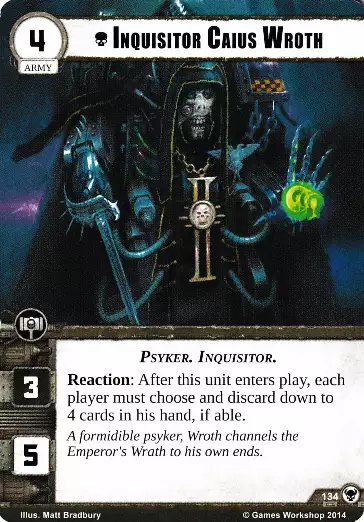 4
ARMY
INQUISITOR CAIUS WROTH
PSYKER. INQUISITOR.
3
Reaction: After this unit enters play, each
player must choose and discard down to
4 cards in his hand, if able.
5
A formidible psyker, Wroth channels the
Emperor's Wrath to his own ends.
134
Illus. Matt Bradbury
© Games Workshop 2014